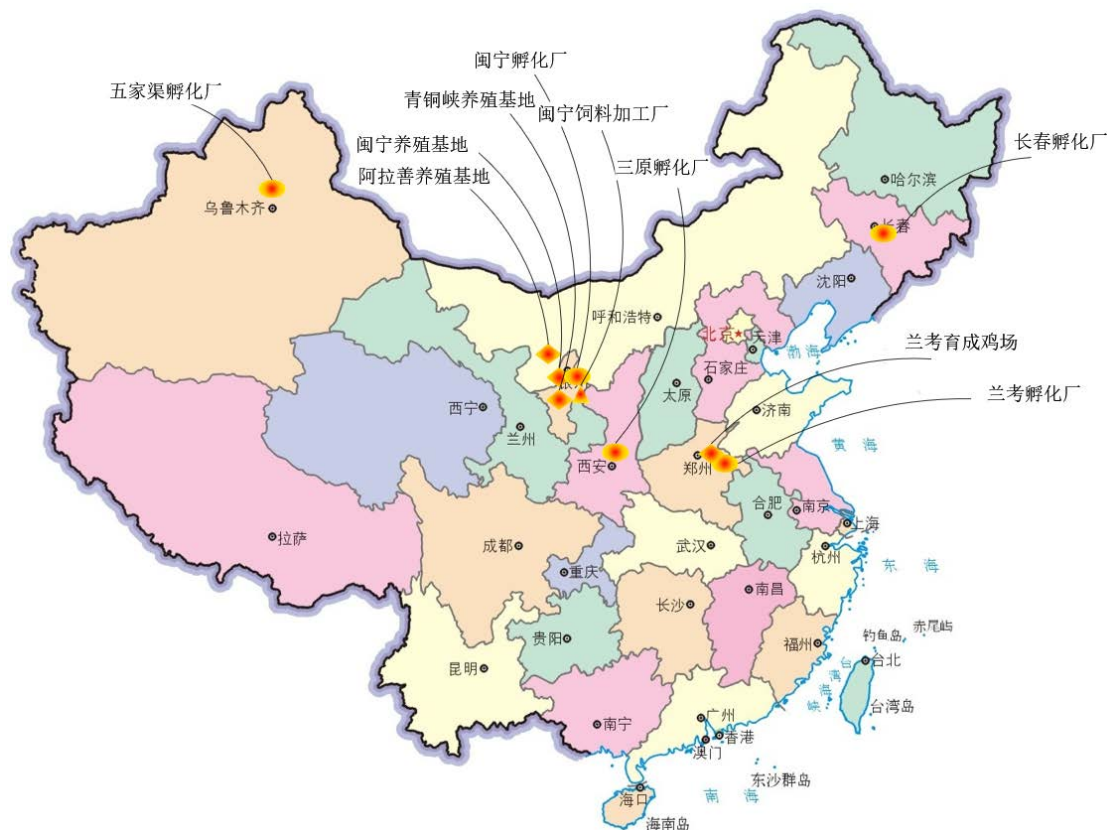 闽宁孵化厂
五家渠孵化厂
青铜峡养殖基地
闽宁饲料加工厂
闽宁养殖基地
阿拉善养殖基地
三原孵化厂
长春孵化厂
哈尔滨
乌鲁木齐
长春
沈阳
呼和浩特
北京
天津
渤海
兰考育成鸡场
石家庄
银川
太原
兰考孵化厂
西宁
济南
兰州
黄海
郑州
西安
合肥
南京
上海
拉萨
成都
武汉
杭州
东海
重庆
南昌
长沙
赤尾屿
钓鱼岛
贵阳
福州
台湾海峡
台北
昆明
台湾岛
广州
南宁
香港
澳门
东沙群岛
海口
南海
海南岛